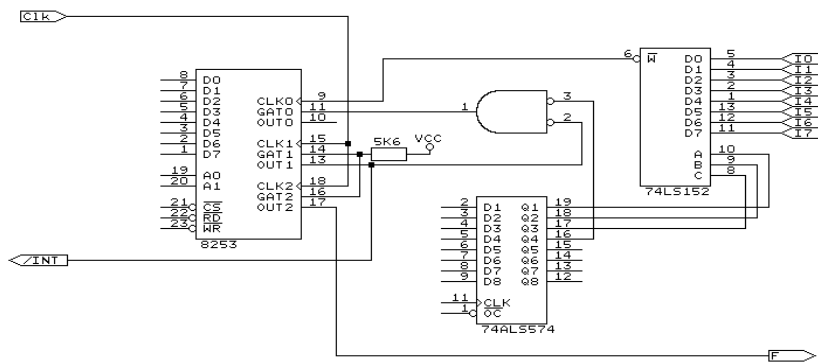 Clk
6 W D0 5 I0
D1 4 I1
D2 3 I2
D3 2 I3
D4 1 I4
D5 13 I5
D6 12 I6
D7 11 I7
A 10
B 9
C 8
74LS152
8 D0
7 D1
6 D2 CLK0 9
5 D3 GAT0 11
4 D4 OUT0 10
3 D5
2 D6 CLK1 15
1 D7 GAT1 14
OUT1 13
19 A0
20 A1 CLK2 18
GAT2 16
21 CS OUT2 17
22 RD
23 WR
8253
1 3
2
5K6 VCC
2 D1 Q1 19
3 D2 Q2 18
4 D3 Q3 17
5 D4 Q4 16
6 D5 Q5 15
7 D6 Q6 14
8 D7 Q7 13
9 D8 Q8 12
11 CLK
1 OC
74ALS574
/INT
F